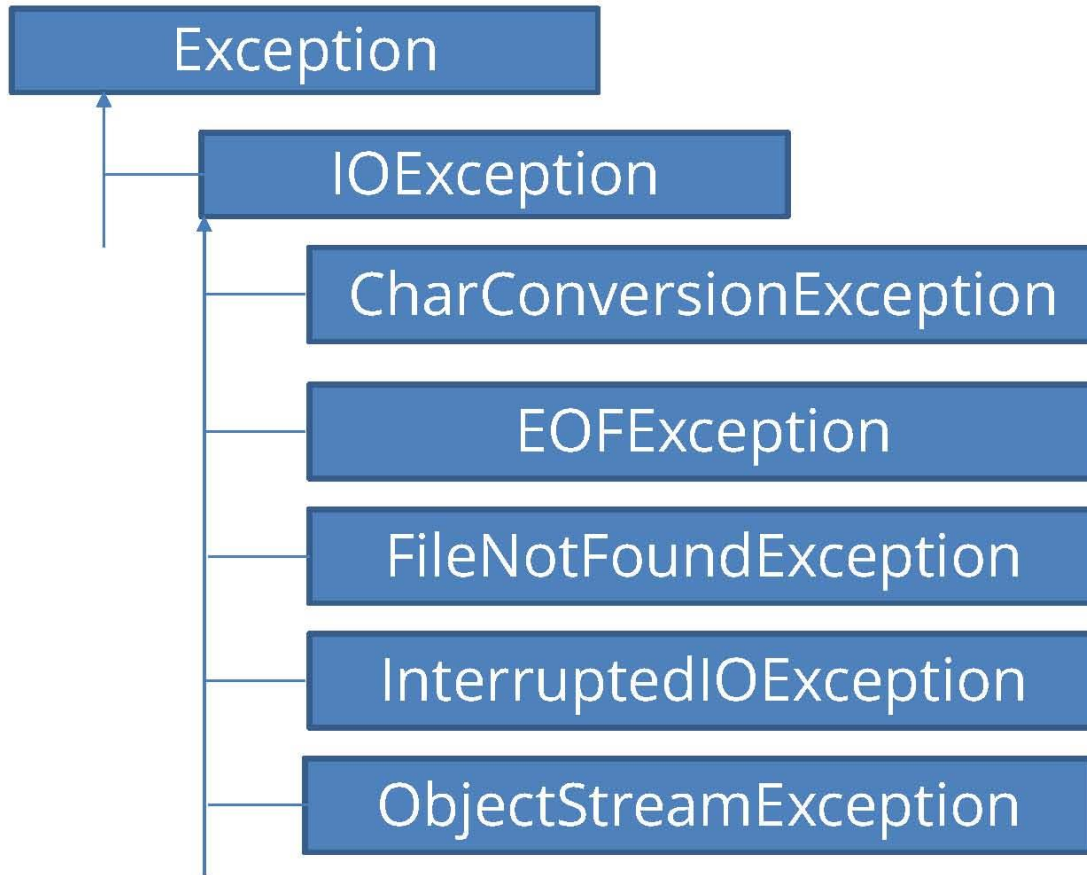 Exception
IOException
CharConversionException
EOFException
FileNotFoundException
InterruptedIOException
ObjectStreamException